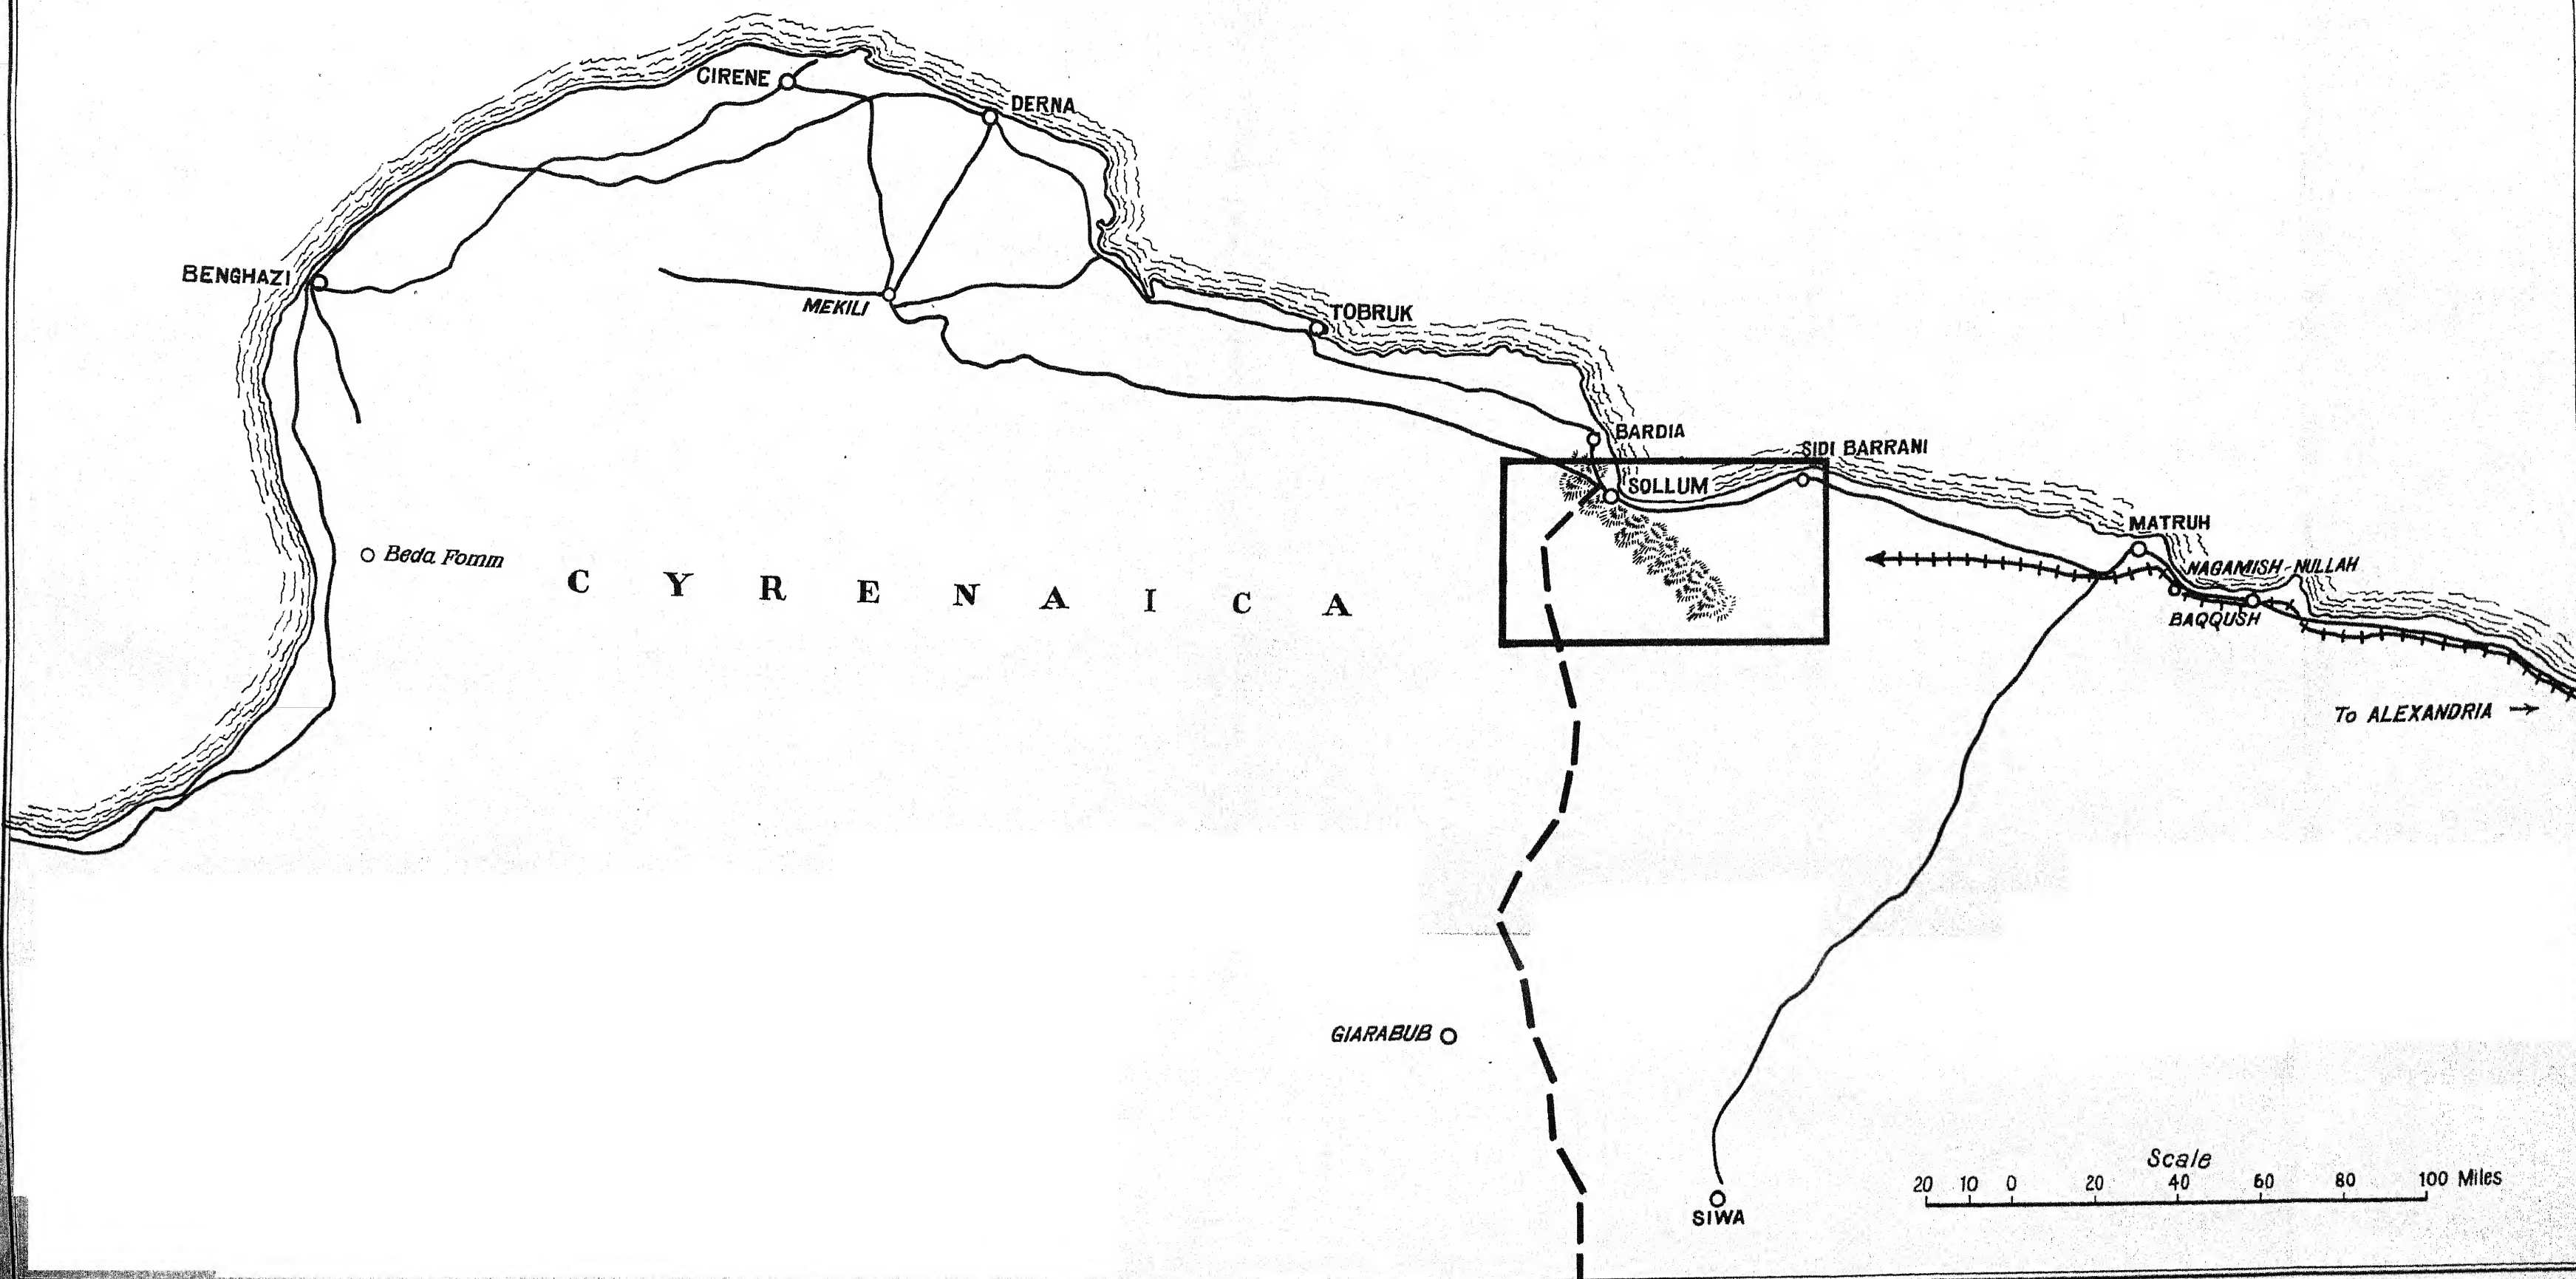 CIRENE
DERNA
BENGHAZI
MEKILI
TOBRUK
BARDIA
SIDI BARRANI
SOLLUM
MATRUH
NAGAMISH-NULLAH
BAQQUSH
Beda Fomm
CYRENAICA
To ALEXANDRIA →
GIARABUB
SIWA
Scale
20 10 0 20 40 60 80 100 Miles